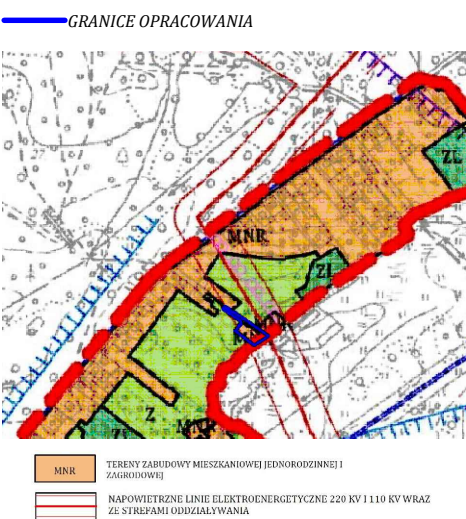 GRANICE OPRACOWANIA
ZL
MNR
ZL
Z
MNR
MNR
TERENY ZABUDOWY MIESZKANIOWEJ JEDNORODZINNEJ I
ZAGRODOWEJ
NAPOWIETRZNE LINIE ELEKTROENERGETYCZNE 220 KV I 110 KV WRAZ
ZE STREFAMI ODDZIAŁYWANIA